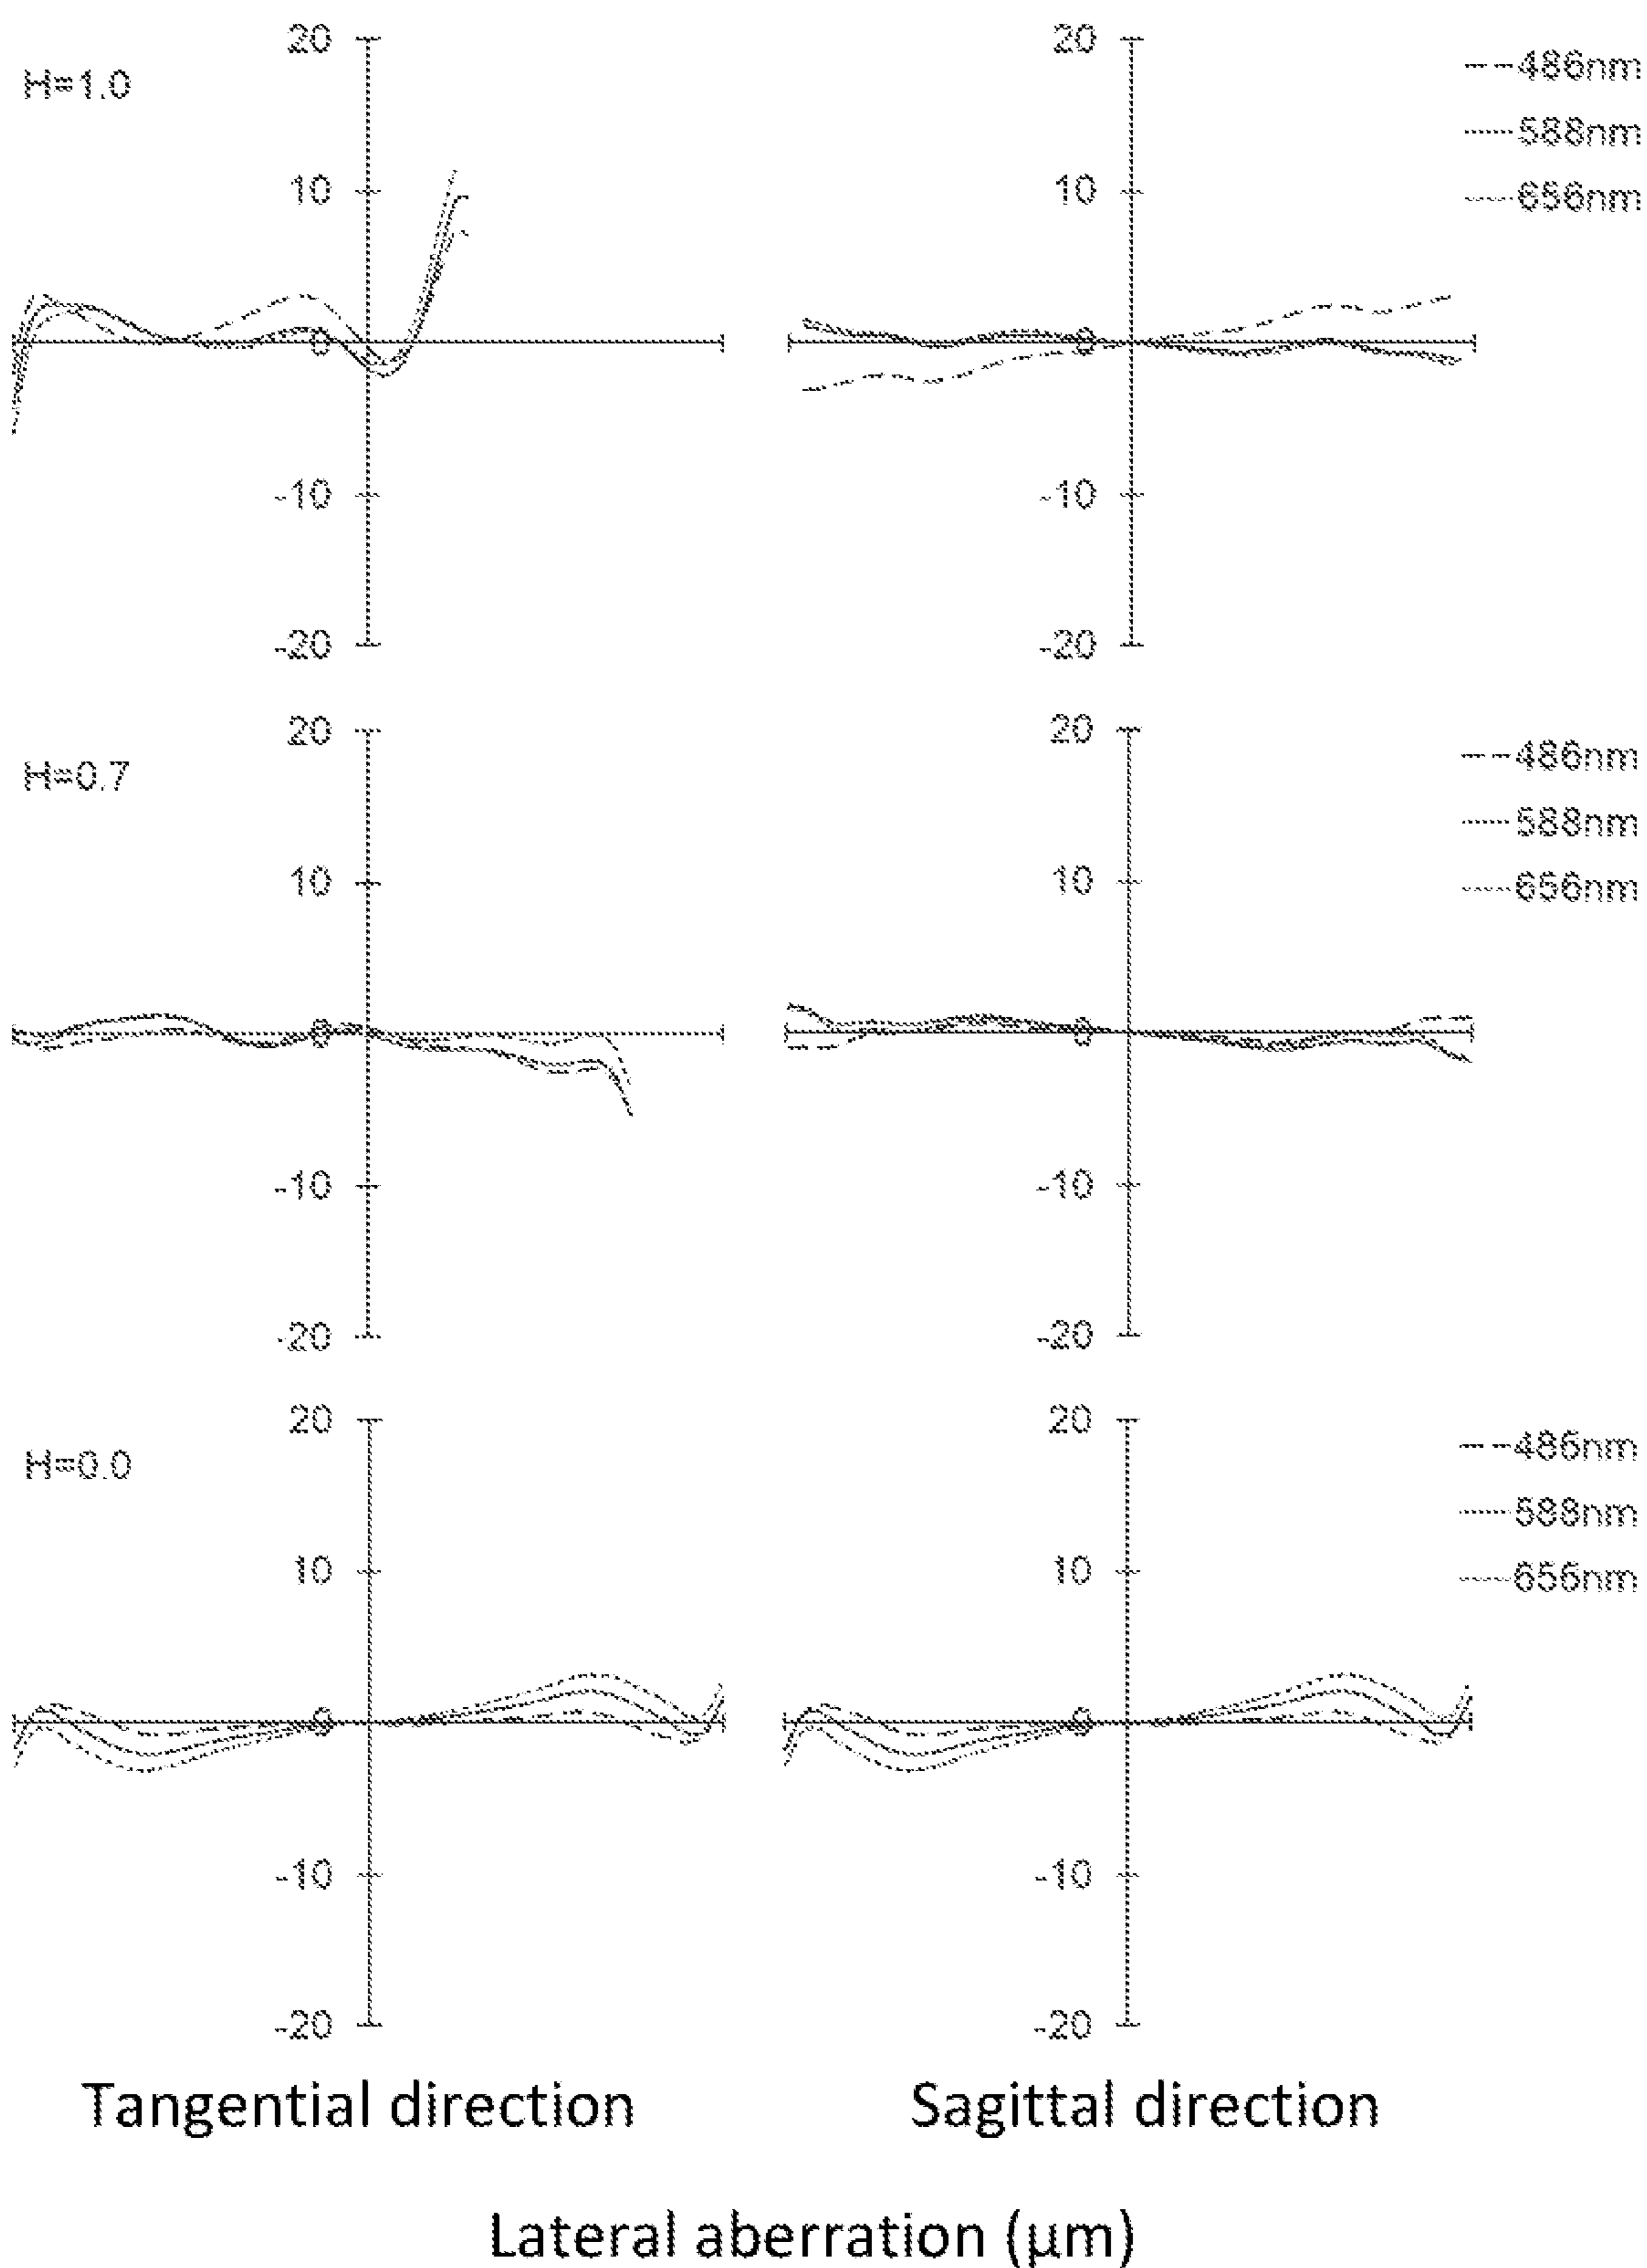 H=1.0
20
10
0
-10
-20
20
10
0
-10
-20
486nm
588nm
656nm
H=0.7
20
10
0
-10
-20
20
10
0
-10
-20
486nm
588nm
656nm
H=0.0
20
10
0
-10
-20
20
10
0
-10
-20
486nm
588nm
656nm
Tangential direction
Sagittal direction
Lateral aberration (μm)